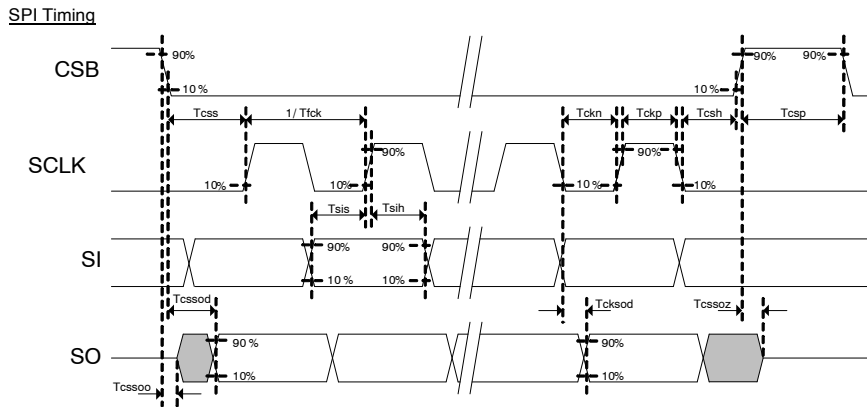 SPI Timing
CSB
90%
10%
10%
90%
90%
Tcss
1/ Tfck
Tckn
Tckp
Tcsh
Tcsp
SCLK
90%
90%
10%
10%
10%
10%
Tsis
Tsih
SI
90%
90%
10%
10%
Tcssod
Tcksod
Tcssoz
SO
90%
90%
10%
10%
Tcssoo